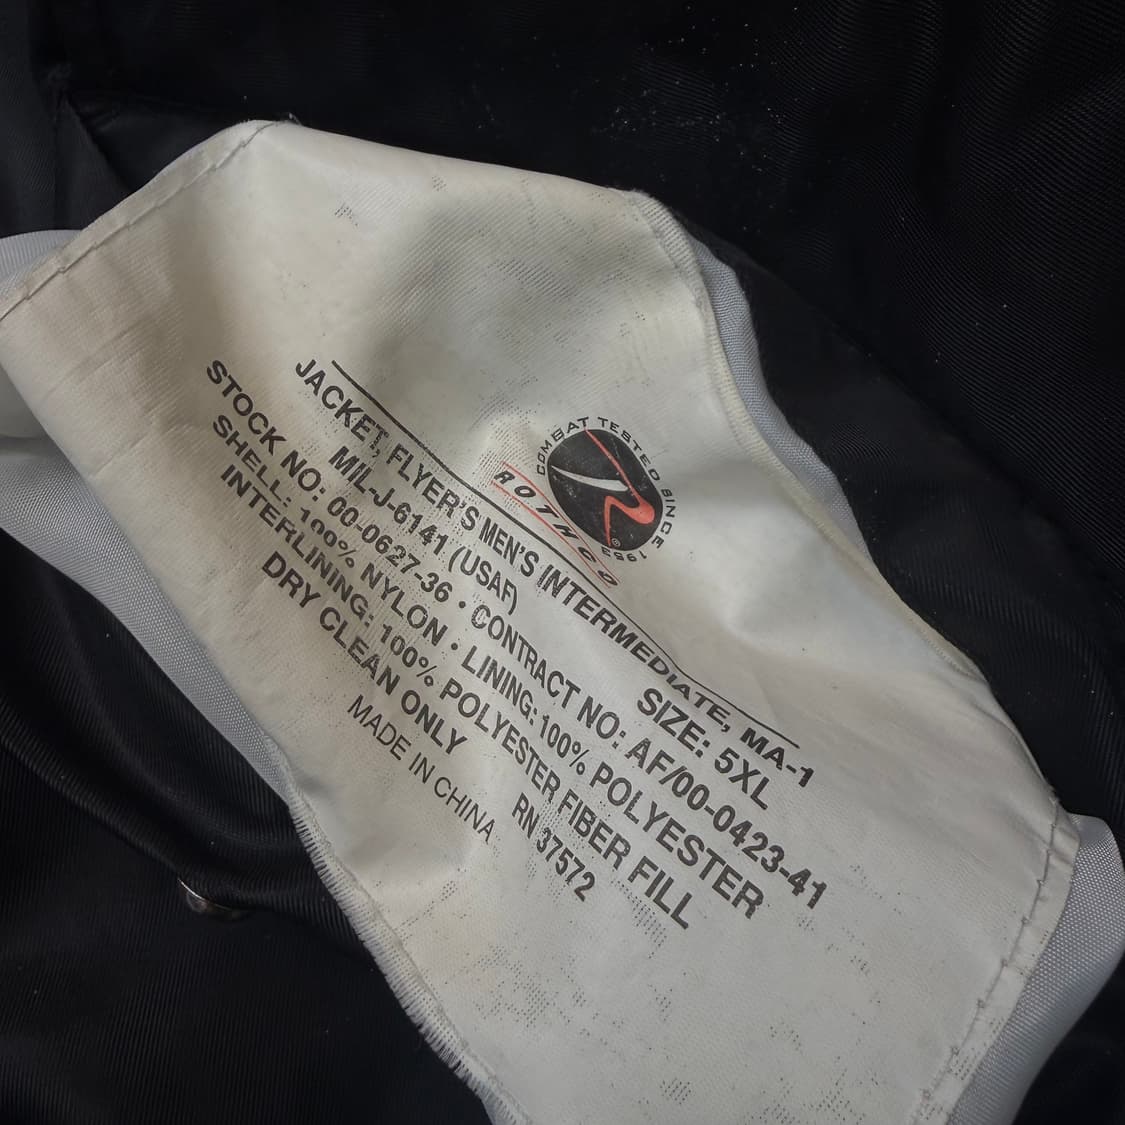 COMBAT TESTED SINCE 1953
ROTHCO
JACKET, FLYER'S MEN'S INTERMEDIATE, MA-1
MIL-J-6141 (USAF) SIZE: 5XL
STOCK NO: 00-0627-36 • CONTRACT NO: AF/00-0423-41
SHELL: 100% NYLON • LINING: 100% POLYESTER
INTERLINING: 100% POLYESTER FIBER FILL
DRY CLEAN ONLY RN 37572
MADE IN CHINA